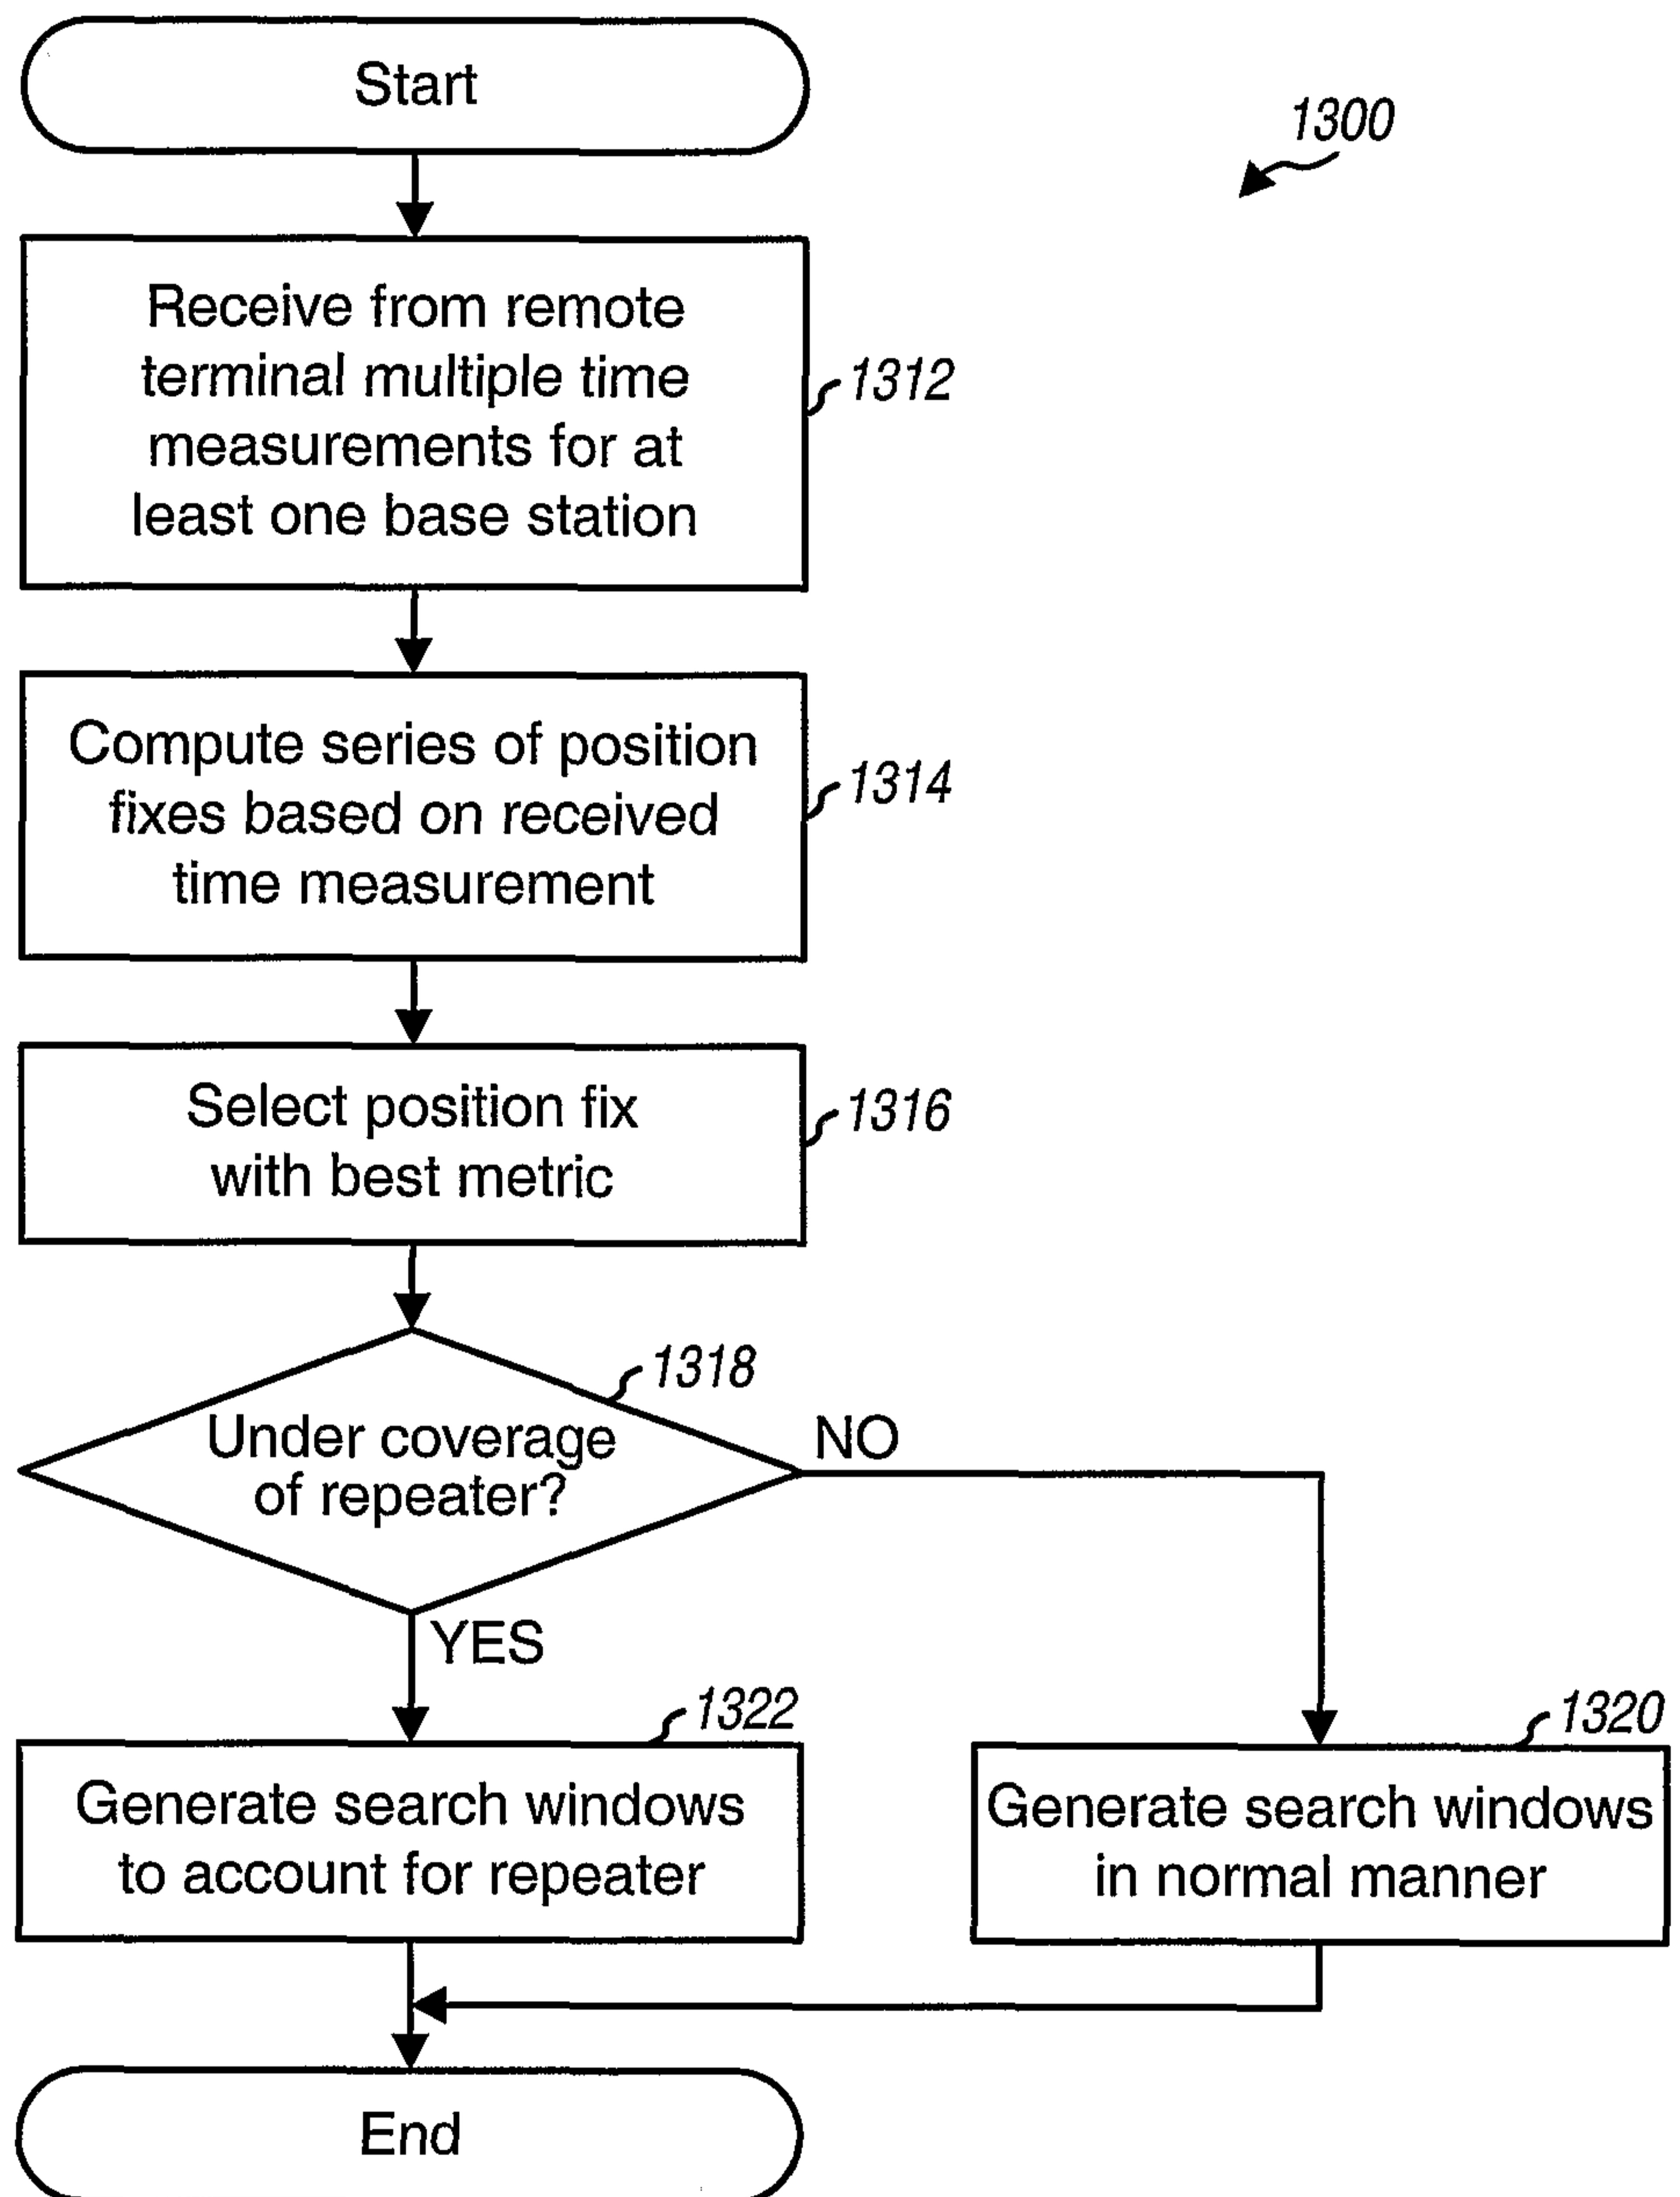 Start
1300
Receive from remote
terminal multiple time
measurements for at
least one base station
1312
Compute series of position
fixes based on received
time measurement
1314
Select position fix
with best metric
1316
1318
Under coverage
of repeater?
NO
YES
1322
Generate search windows
to account for repeater
1320
Generate search windows
in normal manner
End